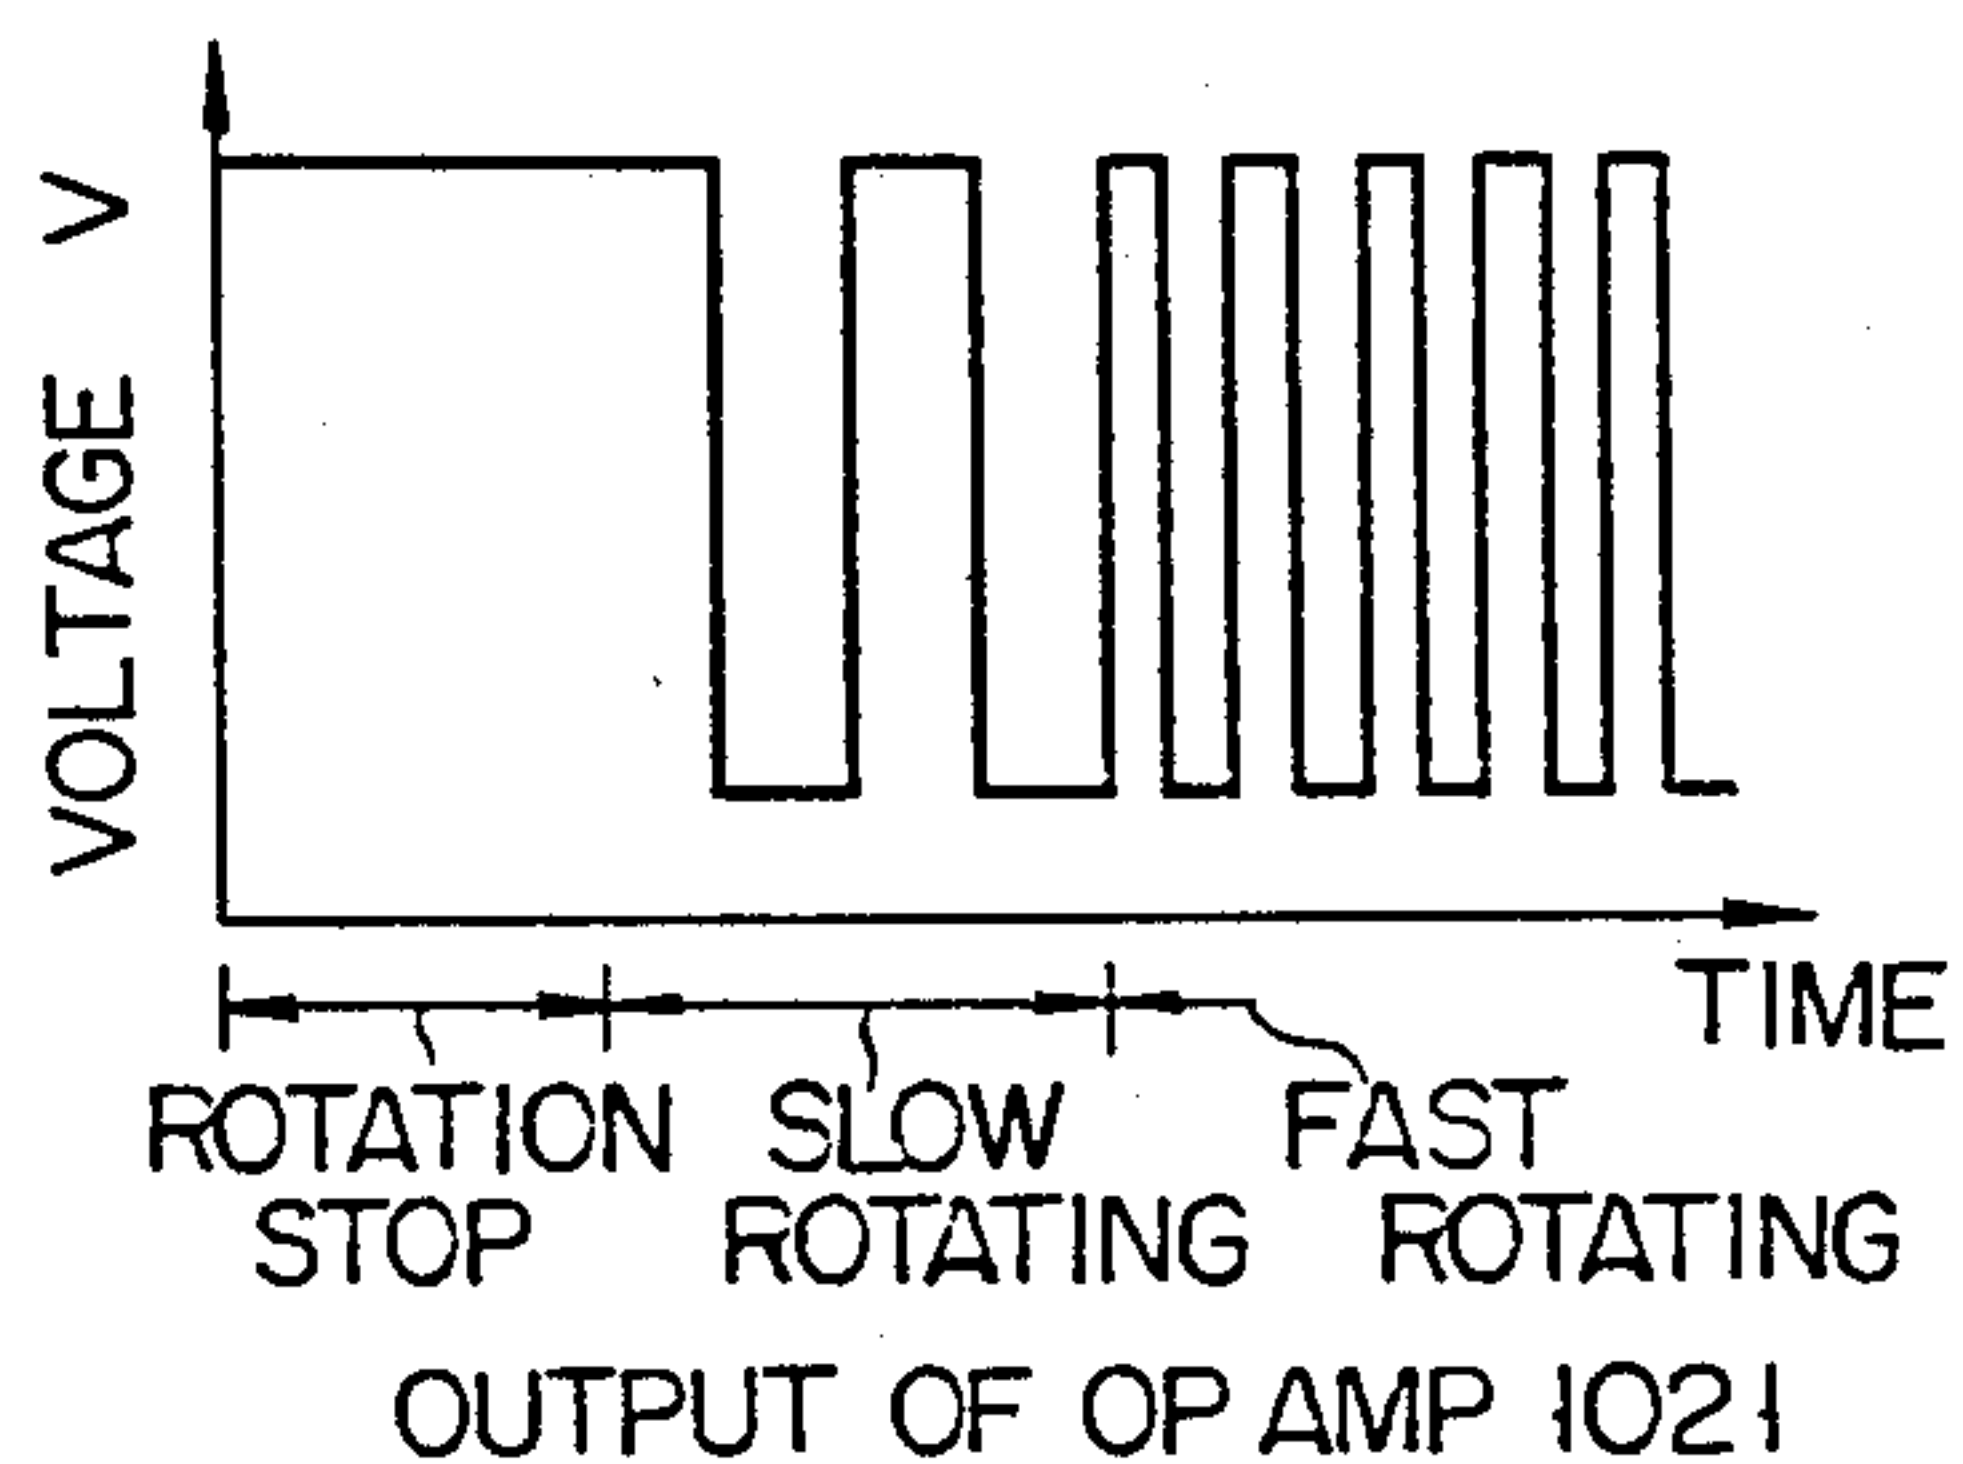 VOLTAGE V
TIME
ROTATION STOP
SLOW ROTATING
FAST ROTATING
OUTPUT OF OP AMP 1021